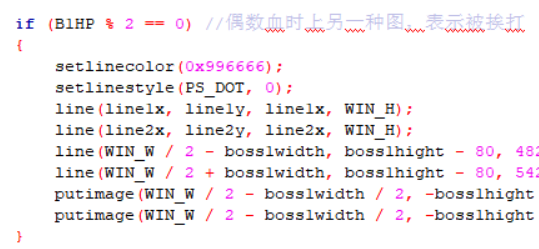 if (B1HP % 2 == 0) //偶数血时上另一种图，表示被挨打
{
setlinecolor(0x996666);
setlinestyle(PS_DOT, 0);
line(line1x, line1y, line1x, WIN_H);
line(line2x, line2y, line2x, WIN_H);
line(WIN_W / 2 - boss1width, boss1hight - 80, 482
line(WIN_W / 2 + boss1width, boss1hight - 80, 542
putimage(WIN_W / 2 - boss1width / 2, -boss1hight
putimage(WIN_W / 2 - boss1width / 2, -boss1hight
}